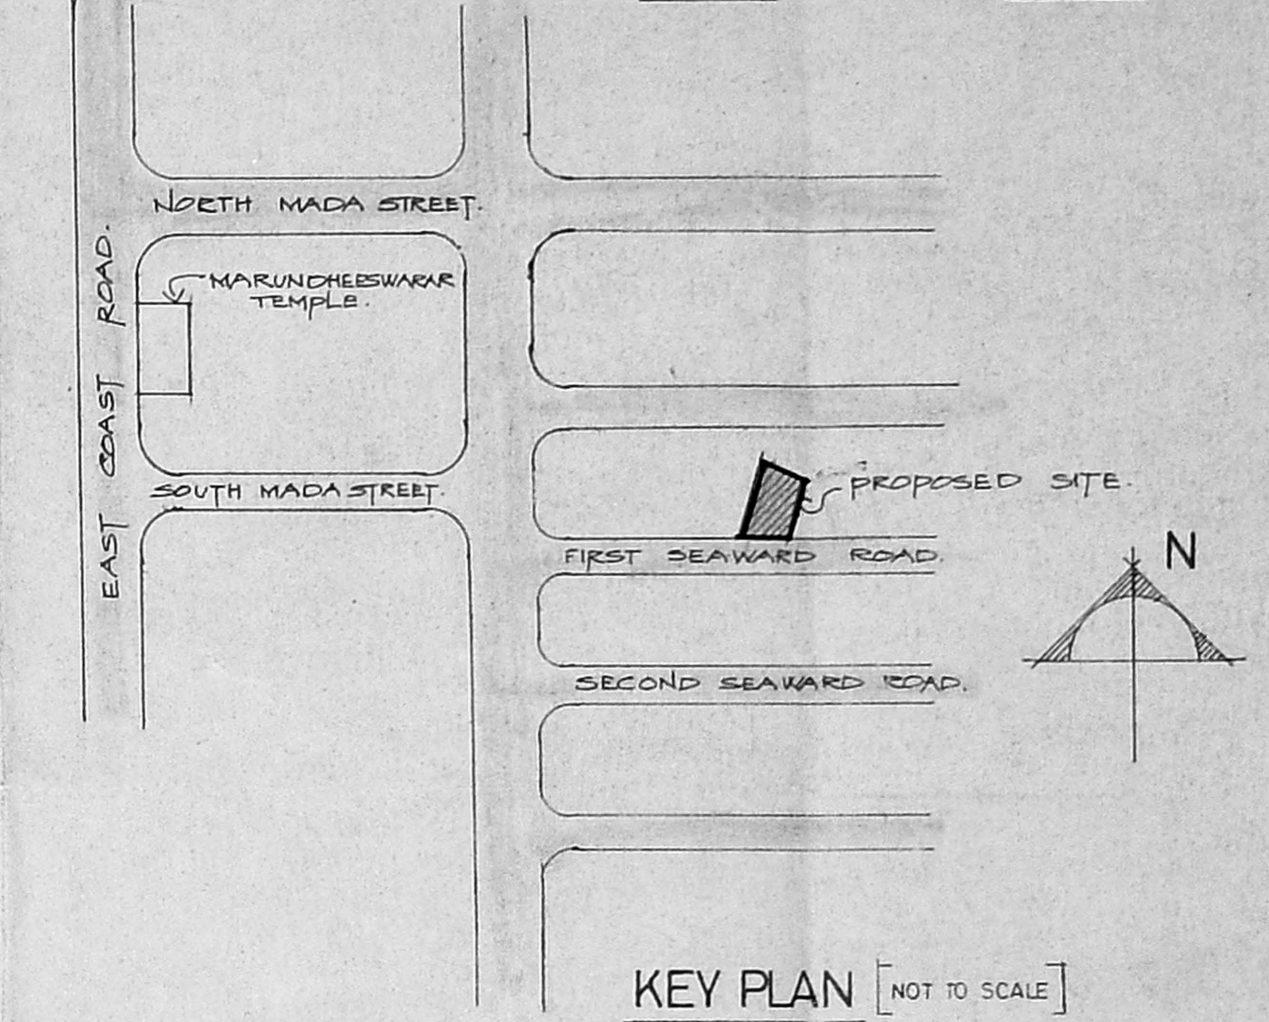 NORTH MADA STREET.
EAST COAST ROAD.
MARUNDHEESWARAR
TEMPLE.
SOUTH MADA STREET.
PROPOSED SITE.
FIRST SEAWARD ROAD.
N
SECOND SEAWARD ROAD.
KEY PLAN [NOT TO SCALE]